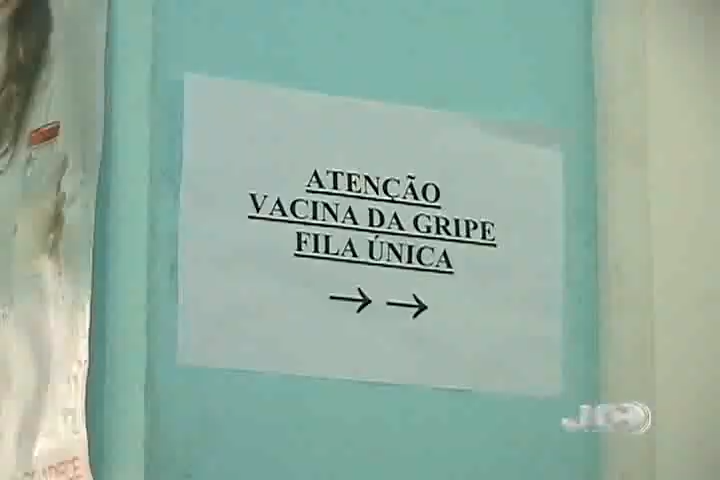 ATENÇÃO
VACINA DA GRIPE
FILA ÚNICA
→ →